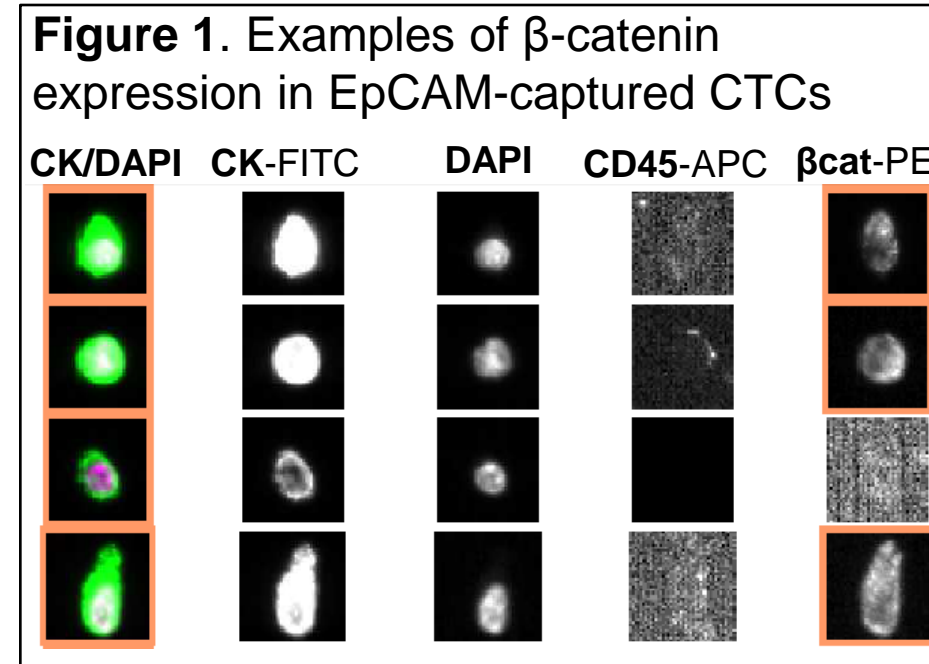 Figure 1. Examples of β-catenin
expression in EpCAM-captured CTCs
CK/DAPI CK-FITC DAPI CD45-APC βcat-PE